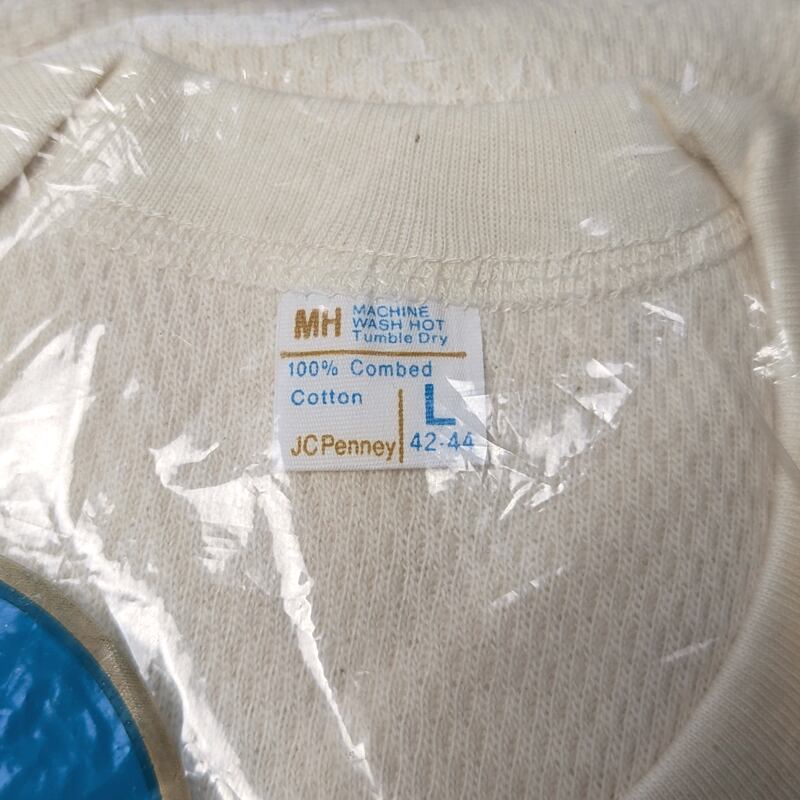 MH
MACHINE
WASH HOT
Tumble Dry
100% Combed
Cotton
L
JCPenney
42-44